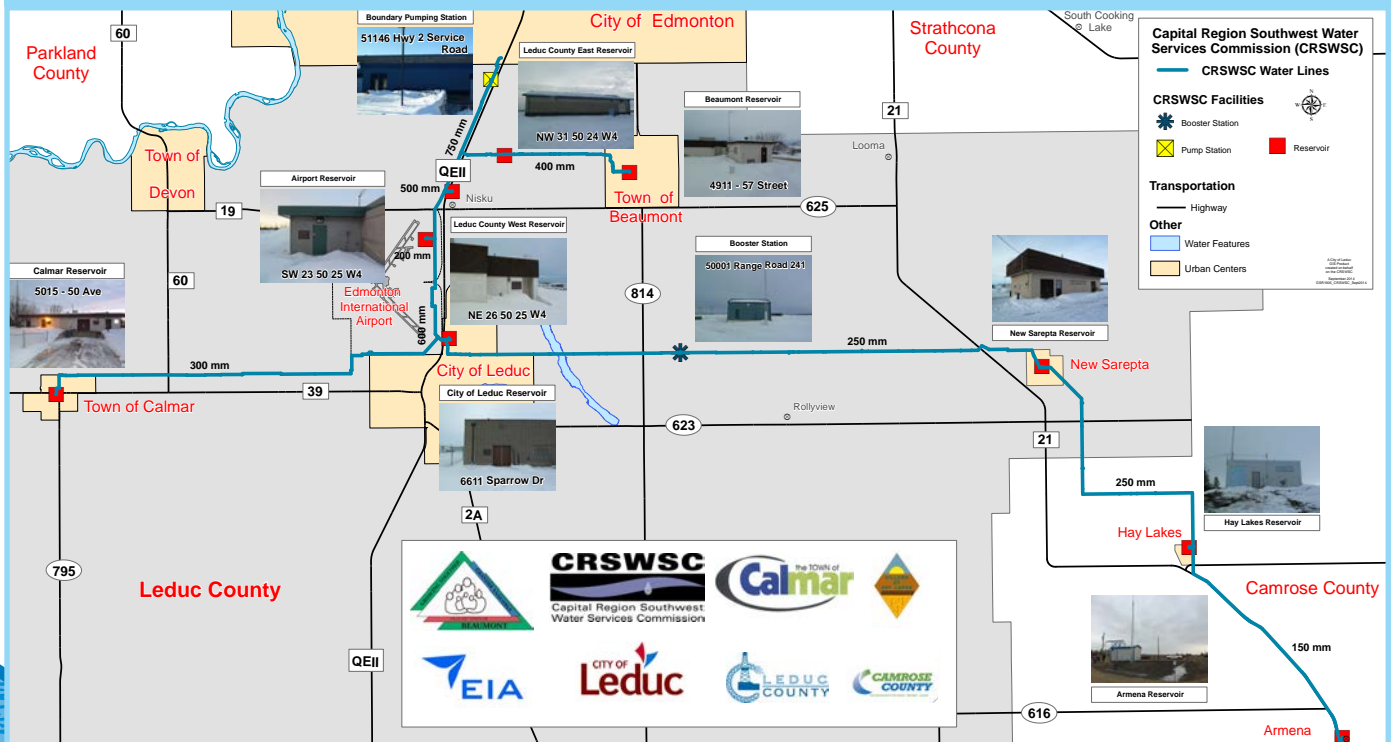 Boundary Pumping Station
51146 Hwy 2 Service
Road
City of Edmonton
Strathcona
County
South Cooking
Lake
Parkland
County
60
Leduc County East Reservoir
NW 31 50 24 W4
Beaumont Reservoir
4911 - 57 Street
21
Looma
Capital Region Southwest Water
Services Commission (CRSWSC)
CRSWSC Water Lines
CRSWSC Facilities
N
W
E
S
Booster Station
Pump Station
Reservoir
Transportation
Highway
Other
Water Features
Urban Centers
Town of
Devon
750 mm
400 mm
QEII
500 mm
Nisku
Town of
Beaumont
19
625
Airport Reservoir
SW 23 50 25 W4
200 mm
Edmonton
International
Airport
600 mm
Leduc County West Reservoir
NE 26 50 25 W4
Booster Station
50001 Range Road 241
New Sarepta Reservoir
Calmar Reservoir
5015 - 50 Ave
60
814
300 mm
250 mm
City of Leduc
New Sarepta
39
Town of Calmar
City of Leduc Reservoir
6611 Sparrow Dr
Rollyview
623
21
2A
250 mm
Hay Lakes Reservoir
Hay Lakes
795
Leduc County
Camrose County
QEII
BEAUMONT
CRSWSC
Capital Region Southwest
Water Services Commission
the TOWN of
Calmar
EIA
CITY OF
Leduc
LEDUC
COUNTY
CAMROSE
COUNTY
150 mm
Armena Reservoir
616
Armena